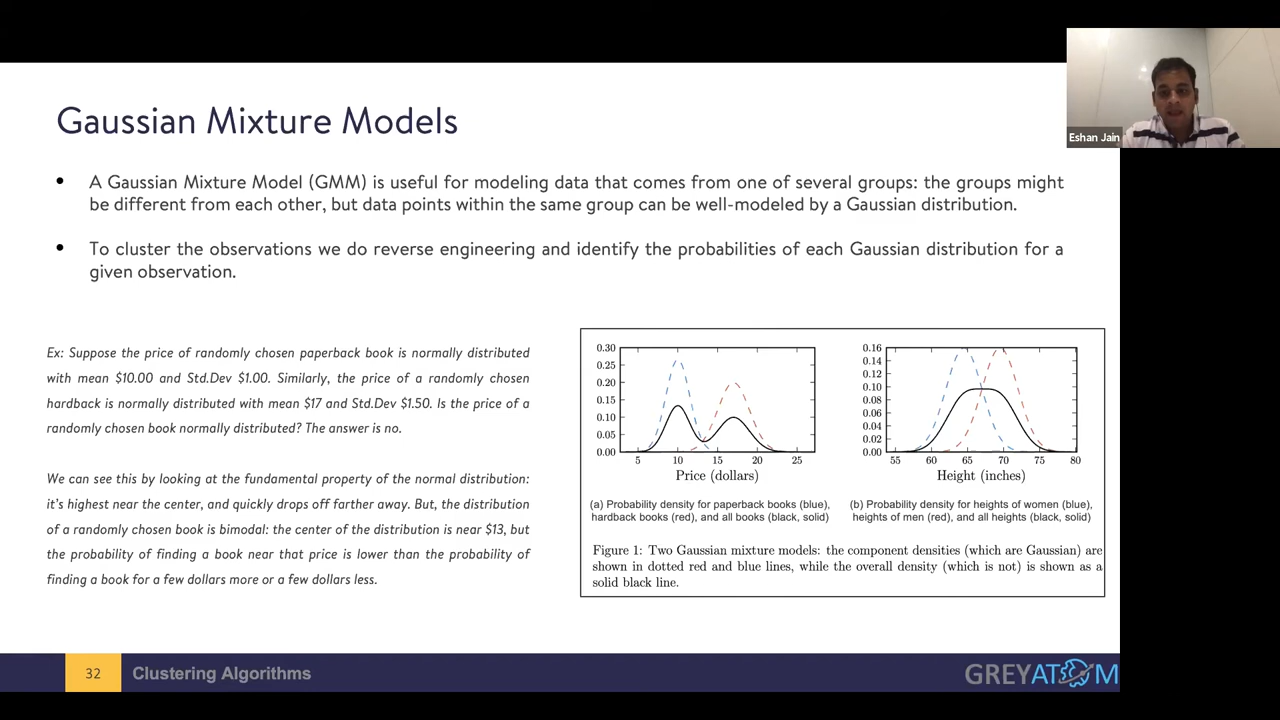 Gaussian Mixture Models
Eshan Jain
• A Gaussian Mixture Model (GMM) is useful for modeling data that comes from one of several groups: the groups might
be different from each other, but data points within the same group can be well-modeled by a Gaussian distribution.
• To cluster the observations we do reverse engineering and identify the probabilities of each Gaussian distribution for a
given observation.
Ex: Suppose the price of randomly chosen paperback book is normally distributed
with mean $10.00 and Std.Dev $1.00. Similarly, the price of a randomly chosen
hardback is normally distributed with mean $17 and Std.Dev $1.50. Is the price of a
randomly chosen book normally distributed? The answer is no.
We can see this by looking at the fundamental property of the normal distribution:
it's highest near the center, and quickly drops off farther away. But, the distribution
of a randomly chosen book is bimodal: the center of the distribution is near $13, but
the probability of finding a book near that price is lower than the probability of
finding a book for a few dollars more or a few dollars less.
0.30
0.25
0.20
0.15
0.10
0.05
0.00
5 10 15 20 25
Price (dollars)
(a) Probability density for paperback books (blue),
hardback books (red), and all books (black, solid)
0.16
0.14
0.12
0.10
0.08
0.06
0.04
0.02
0.00
55 60 65 70 75 80
Height (inches)
(b) Probability density for heights of women (blue),
heights of men (red), and all heights (black, solid)
Figure 1: Two Gaussian mixture models: the component densities (which are Gaussian) are
shown in dotted red and blue lines, while the overall density (which is not) is shown as a
solid black line.
32
Clustering Algorithms
GREYATOM